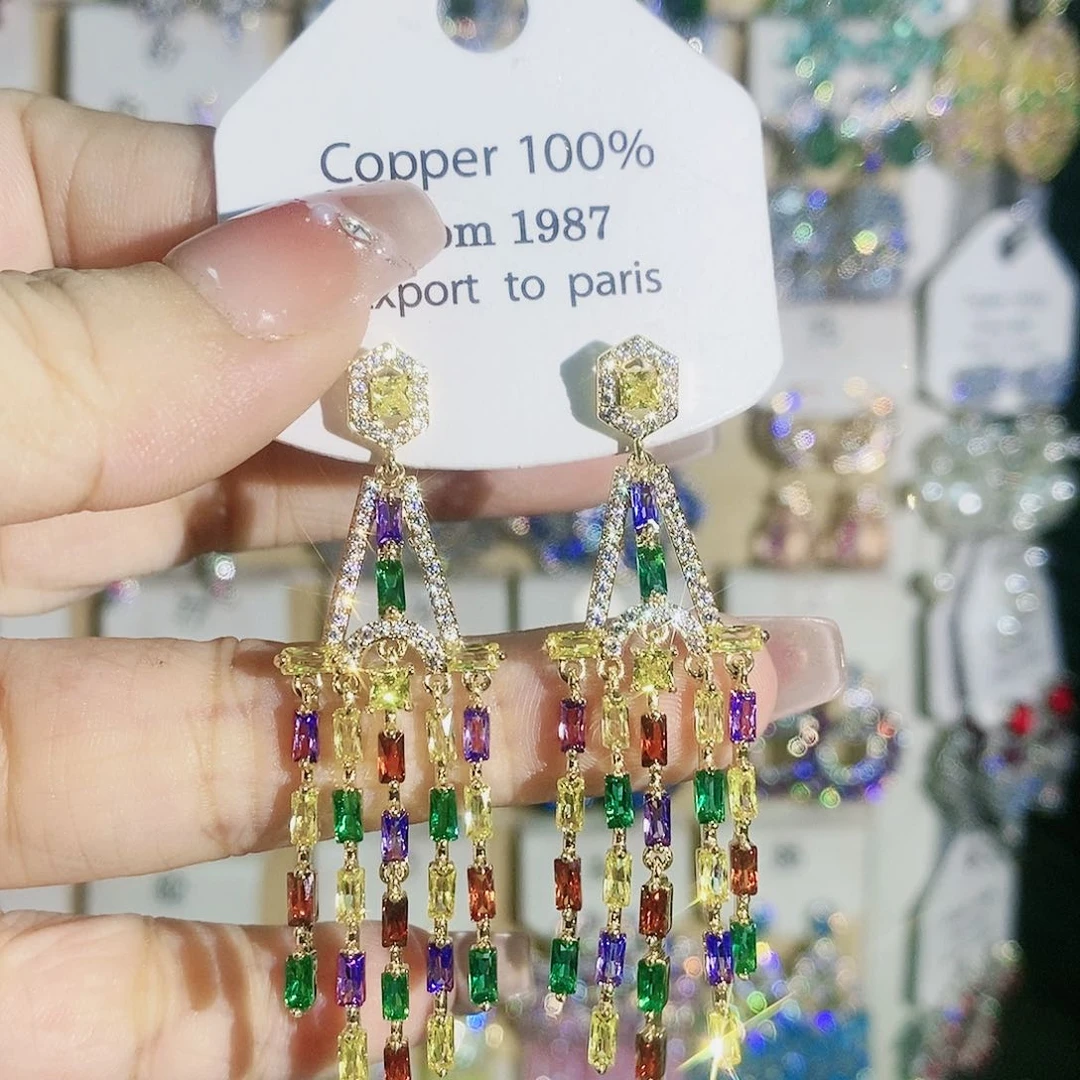 Copper 100%
1987
to paris